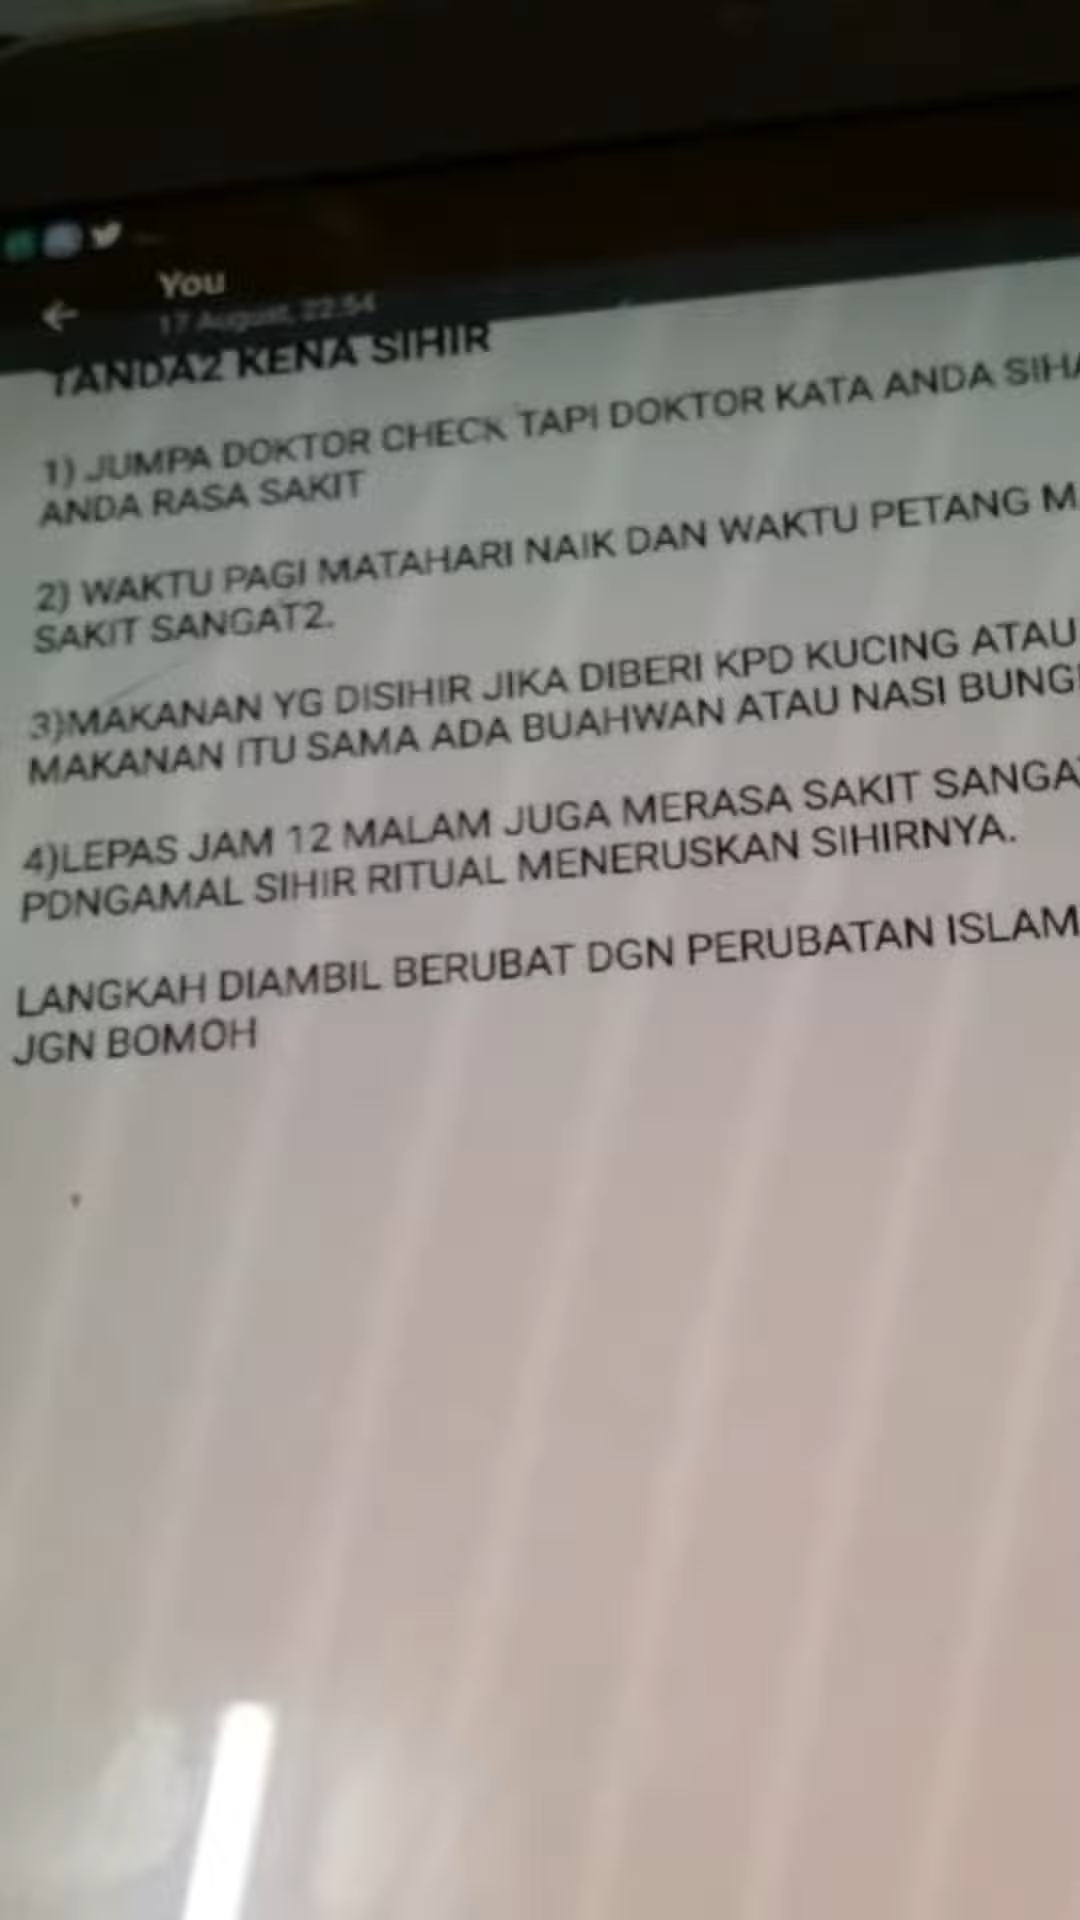 You
17 August, 22:54
TANDA2 KENA SIHIR
1) JUMPA DOKTOR CHECK TAPI DOKTOR KATA ANDA
ANDA RASA SAKIT
2) WAKTU PAGI MATAHARI NAIK DAN WAKTU PETANG
SAKIT SANGAT2.
3)MAKANAN YG DISIHIR JIKA DIBERI KPD KUCING ATAU
MAKANAN ITU SAMA ADA BUAHWAN ATAU NASI
4)LEPAS JAM 12 MALAM JUGA MERASA SAKIT
PDNGAMAL SIHIR RITUAL MENERUSKAN SIHIRNYA.
LANGKAH DIAMBIL BERUBAT DGN PERUBATAN ISLAM
JGN BOMOH